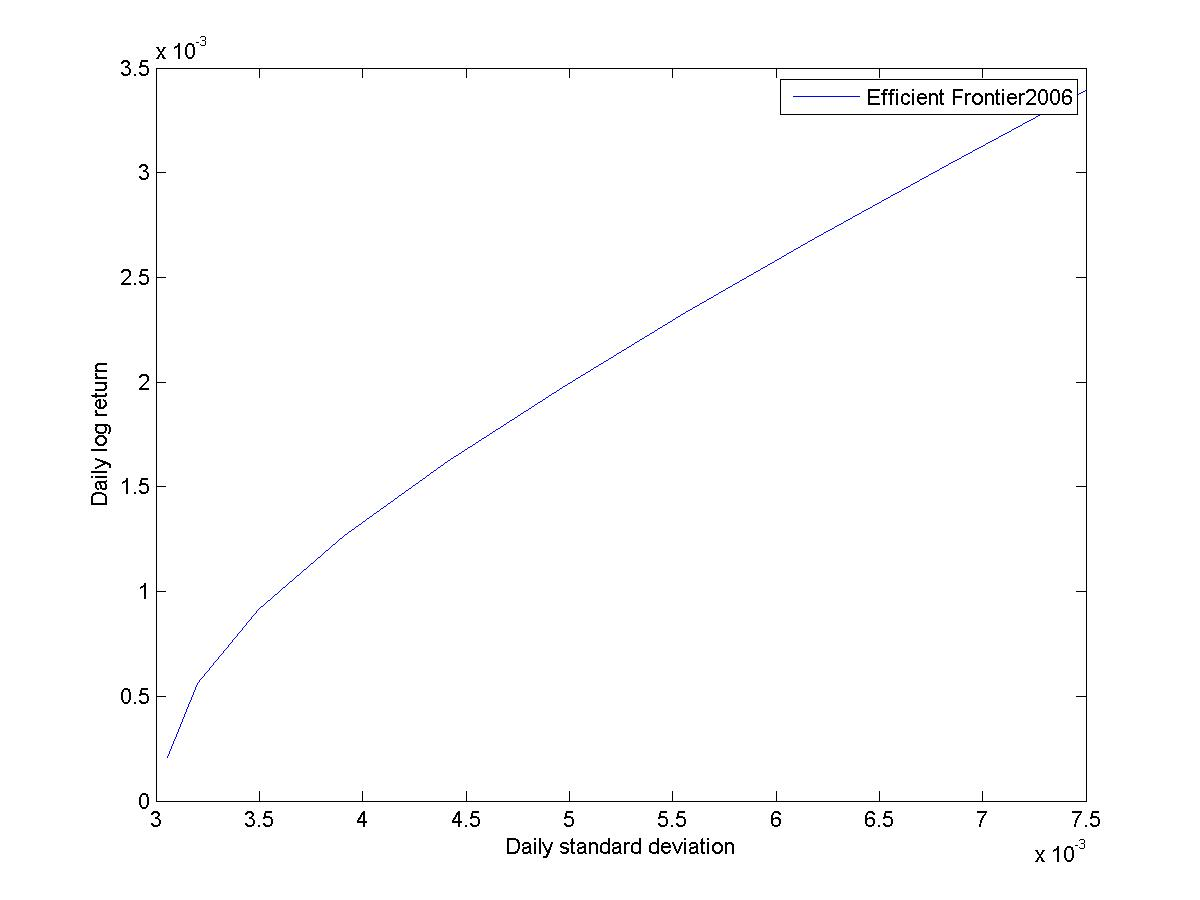 x 10-3
3.5
Efficient Frontier2006
3
2.5
2
1.5
1
0.5
0
Daily log return
3 3.5 4 4.5 5 5.5 6 6.5 7 7.5
Daily standard deviation
x 10-3